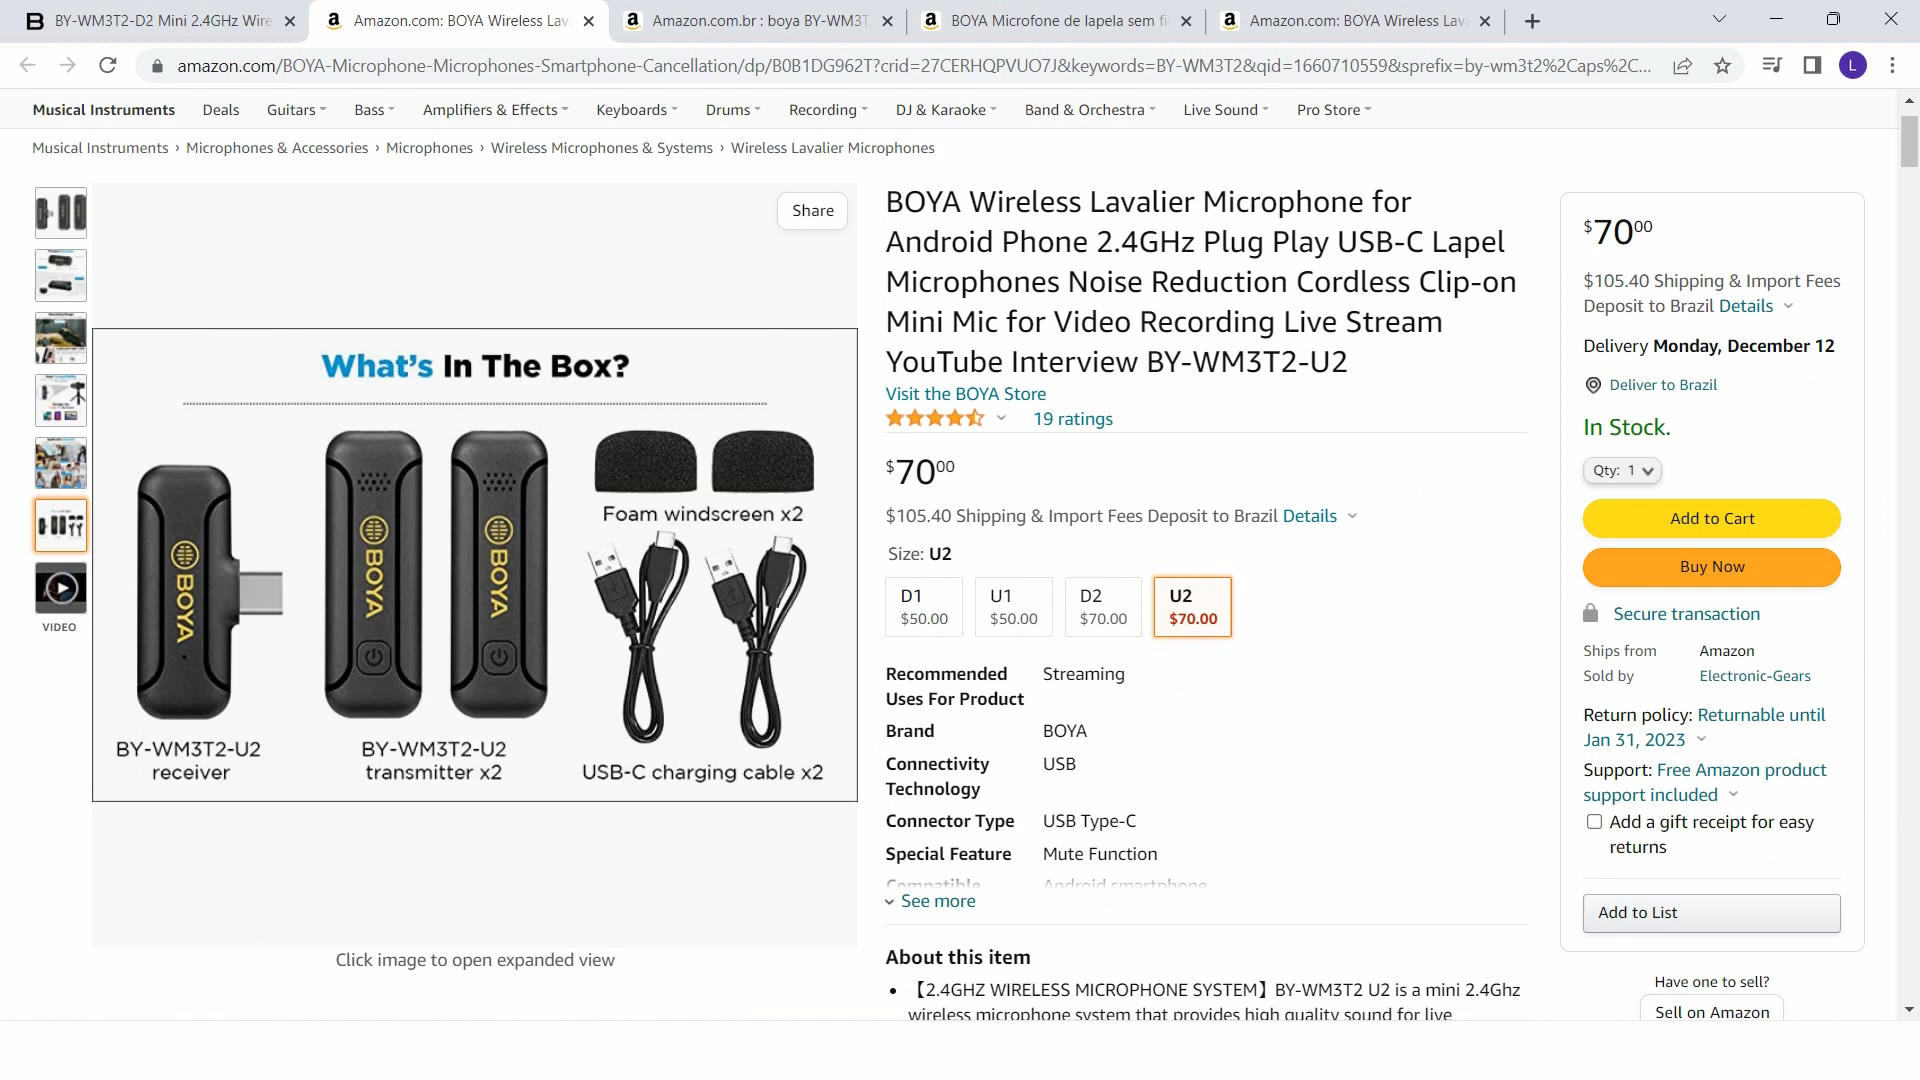 BY-WM3T2-D2 Mini 2.4GHz Wire
Amazon.com: BOYA Wireless Lav
Amazon.com.br : boya BY-WM3T
BOYA Microfone de lapela sem fi
Amazon.com: BOYA Wireless Lav
amazon.com/BOYA-Microphone-Microphones-Smartphone-Cancellation/dp/B0B1DG962T?crid=27CERHQPVUO7J&keywords=BY-WM3T2&qid=1660710559&sprefix=by-wm3t2%2Caps%2C...
L
Musical Instruments Deals Guitars Bass Amplifiers & Effects Keyboards Drums Recording DJ & Karaoke Band & Orchestra Live Sound Pro Store
Musical Instruments › Microphones & Accessories › Microphones › Wireless Microphones & Systems › Wireless Lavalier Microphones
VIDEO
Share
What's In The Box?
BOYA
BOYA
BOYA
Foam windscreen x2
BY-WM3T2-U2
receiver
BY-WM3T2-U2
transmitter x2
USB-C charging cable x2
Click image to open expanded view
BOYA Wireless Lavalier Microphone for
Android Phone 2.4GHz Plug Play USB-C Lapel
Microphones Noise Reduction Cordless Clip-on
Mini Mic for Video Recording Live Stream
YouTube Interview BY-WM3T2-U2
Visit the BOYA Store
19 ratings
$7000
$105.40 Shipping & Import Fees Deposit to Brazil Details
Size: U2
D1
$50.00
U1
$50.00
D2
$70.00
U2
$70.00
Recommended Uses For Product Streaming
Brand BOYA
Connectivity Technology USB
Connector Type USB Type-C
Special Feature Mute Function
Compatible Android smartphone
See more
About this item
• 【2.4GHZ WIRELESS MICROPHONE SYSTEM】BY-WM3T2 U2 is a mini 2.4Ghz
wireless microphone system that provides high quality sound for live
$7000
$105.40 Shipping & Import Fees
Deposit to Brazil Details
Delivery Monday, December 12
Deliver to Brazil
In Stock.
Qty: 1
Add to Cart
Buy Now
Secure transaction
Ships from Amazon
Sold by Electronic-Gears
Return policy: Returnable until
Jan 31, 2023
Support: Free Amazon product
support included
Add a gift receipt for easy
returns
Add to List
Have one to sell?
Sell on Amazon